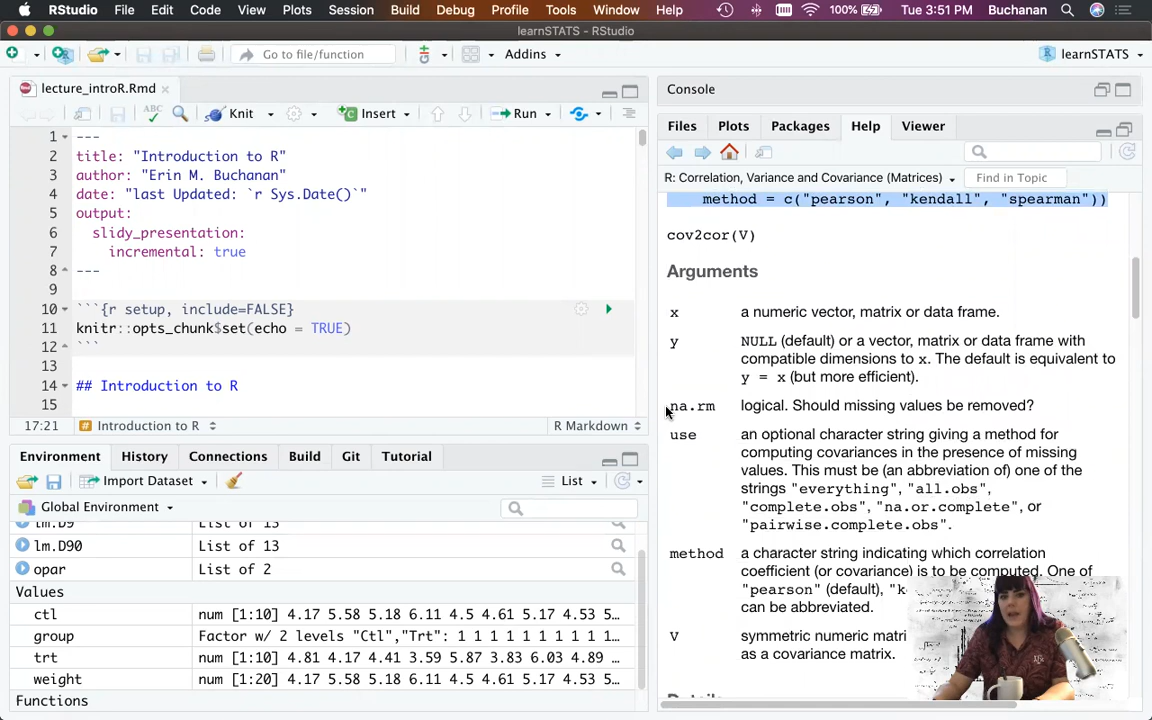 RStudio File Edit Code View Plots Session Build Debug Profile Tools Window Help 100% Tue 3:51 PM Buchanan
learnSTATS - RStudio
Go to file/function Addins learnSTATS
lecture_introR.Rmd
ABC Knit Insert Run
1 ---
2 title: "Introduction to R"
3 author: "Erin M. Buchanan"
4 date: "last Updated: `r Sys.Date()`"
5 output:
6 slidy_presentation:
7 incremental: true
8 ---
9
10 ```{r setup, include=FALSE}
11 knitr::opts_chunk$set(echo = TRUE)
12 ```
13
14 ## Introduction to R
15
17:21 Introduction to R R Markdown
Environment History Connections Build Git Tutorial
Import Dataset List
Global Environment
lm.D9 List of 13
lm.D90 List of 13
opar List of 2
Values
ctl num [1:10] 4.17 5.58 5.18 6.11 4.5 4.61 5.17 4.53 5…
group Factor w/ 2 levels "Ctl","Trt": 1 1 1 1 1 1 1 1 1 1…
trt num [1:10] 4.81 4.17 4.41 3.59 5.87 3.83 6.03 4.89 …
weight num [1:20] 4.17 5.58 5.18 6.11 4.5 4.61 5.17 4.53 5…
Functions
Console
Files Plots Packages Help Viewer
R: Correlation, Variance and Covariance (Matrices) Find in Topic
method = c("pearson", "kendall", "spearman"))
cov2cor(V)
Arguments
x a numeric vector, matrix or data frame.
y NULL (default) or a vector, matrix or data frame with
compatible dimensions to x. The default is equivalent to
y = x (but more efficient).
na.rm logical. Should missing values be removed?
use an optional character string giving a method for
computing covariances in the presence of missing
values. This must be (an abbreviation of) one of the
strings "everything", "all.obs",
"complete.obs", "na.or.complete", or
"pairwise.complete.obs".
method a character string indicating which correlation
coefficient (or covariance) is to be computed. One of
"pearson" (default), "k
can be abbreviated.
V symmetric numeric matri
as a covariance matrix.